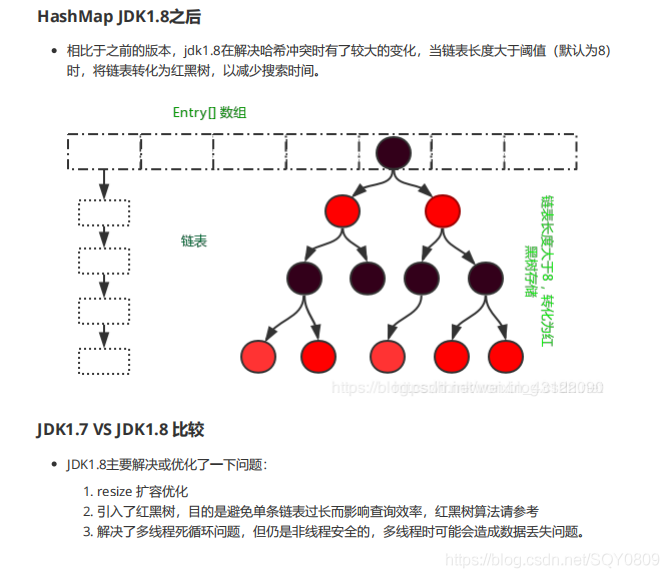 HashMap JDK1.8之后
相比于之前的版本，jdk1.8在解决哈希冲突时有了较大的变化，当链表长度大于阈值（默认为8）
时，将链表转化为红黑树，以减少搜索时间。
Entry[] 数组
链表
链表长度大于8，转化为红
黑树存储
JDK1.7 VS JDK1.8 比较
JDK1.8主要解决或优化了一下问题：
1. resize 扩容优化
2. 引入了红黑树，目的是避免单条链表过长而影响查询效率，红黑树算法请参考
3. 解决了多线程死循环问题，但仍是非线程安全的，多线程时可能会造成数据丢失问题。
https://blog.csdn.net/SQY0809